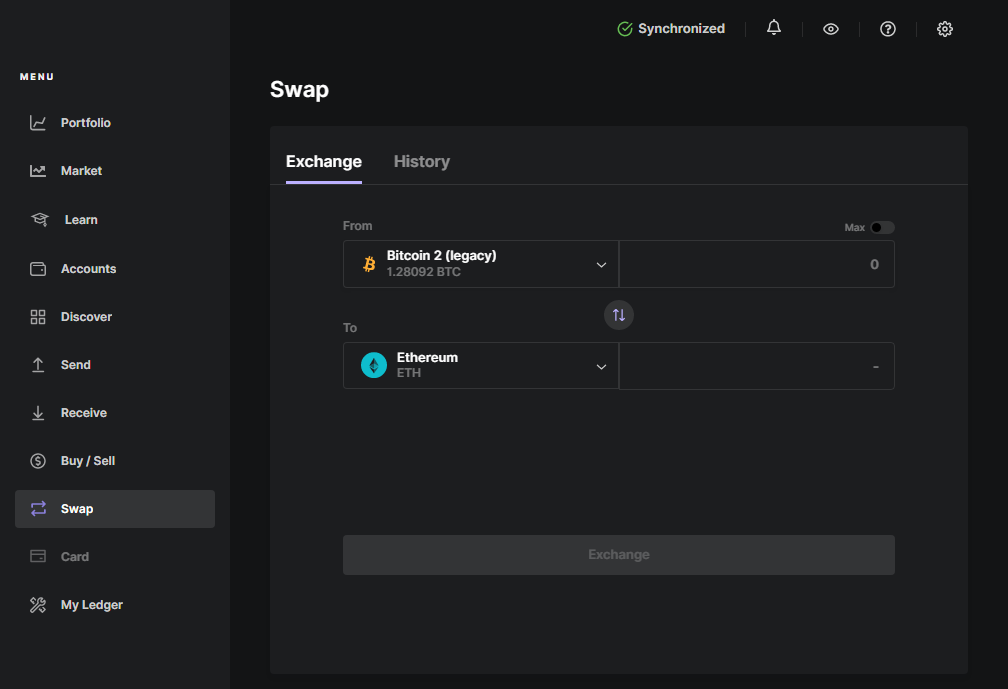 Synchronized
MENU
Portfolio
Market
Learn
Accounts
Discover
Send
Receive
Buy / Sell
Swap
Card
My Ledger
Swap
Exchange History
From Max
Bitcoin 2 (legacy)
1.28092 BTC
0
To
Ethereum
ETH
-
Exchange